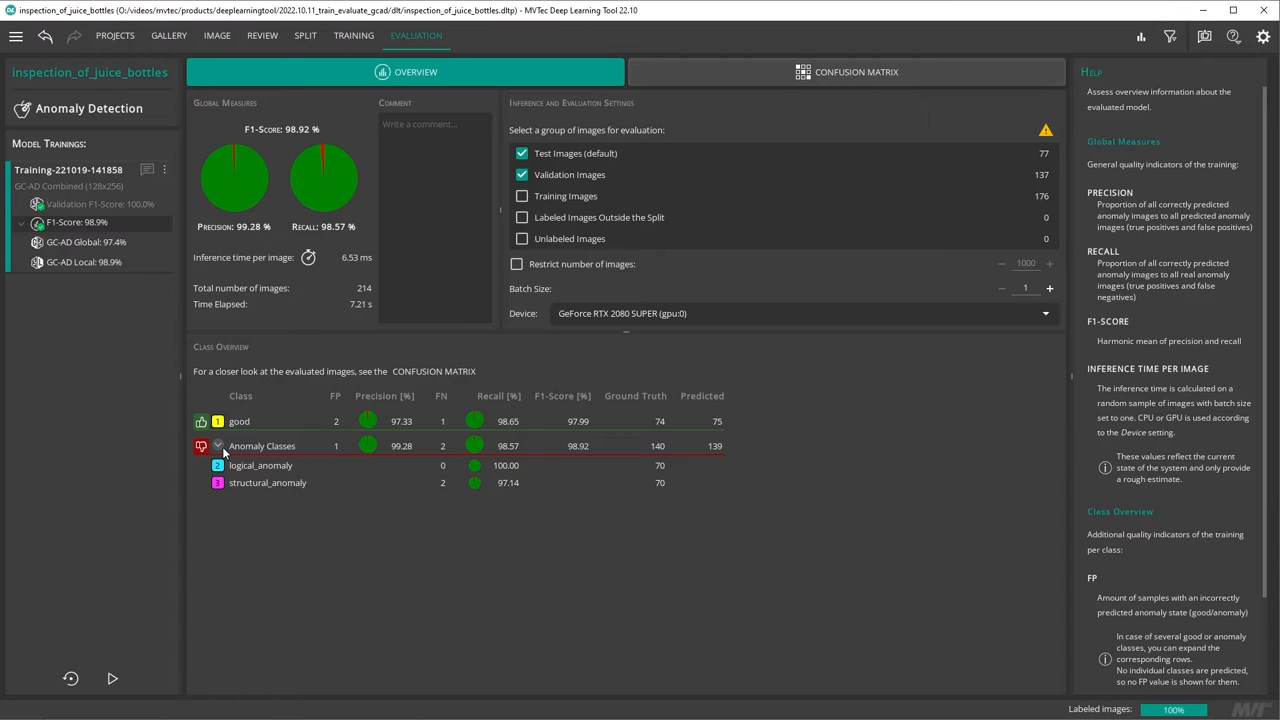 inspection_of_juice_bottles (O:/videos/mvtec/products/deeplearningtool/2022.10.11_train_evaluate_gcad/dlt/inspection_of_juice_bottles.dltp) - MVTec Deep Learning Tool 22.10
PROJECTS GALLERY IMAGE REVIEW SPLIT TRAINING EVALUATION
inspection_of_juice_bottles
Anomaly Detection
MODEL TRAININGS:
Training-221019-141858
GC-AD Combined (128x256)
Validation F1-Score: 100.0%
F1-Score: 98.9%
GC-AD Global: 97.4%
GC-AD Local: 98.9%
OVERVIEW
CONFUSION MATRIX
GLOBAL MEASURES
F1-SCORE: 98.92 %
PRECISION: 99.28 % RECALL: 98.57 %
Inference time per image: 6.53 ms
Total number of images: 214
Time Elapsed: 7.21 s
COMMENT
Write a comment...
INFERENCE AND EVALUATION SETTINGS
Select a group of images for evaluation:
Test Images (default) 77
Validation Images 137
Training Images 176
Labeled Images Outside the Split 0
Unlabeled Images 0
Restrict number of images: − 1000 +
Batch Size: − 1 +
Device: GeForce RTX 2080 SUPER (gpu:0)
CLASS OVERVIEW
For a closer look at the evaluated images, see the CONFUSION MATRIX
Class FP Precision [%] FN Recall [%] F1-Score [%] Ground Truth Predicted
1 good 2 97.33 1 98.65 97.99 74 75
Anomaly Classes 1 99.28 2 98.57 98.92 140 139
2 logical_anomaly 0 100.00 70
3 structural_anomaly 2 97.14 70
HELP
Assess overview information about the
evaluated model.
Global Measures
General quality indicators of the training:
PRECISION
Proportion of all correctly predicted
anomaly images to all predicted anomaly
images (true positives and false positives)
RECALL
Proportion of all correctly predicted
anomaly images to all real anomaly
images (true positives and false
negatives)
F1-SCORE
Harmonic mean of precision and recall
INFERENCE TIME PER IMAGE
The inference time is calculated on a
random sample of images with batch size
set to one. CPU or GPU is used according
to the Device setting.
These values reflect the current
state of the system and only provide
a rough estimate.
Class Overview
Additional quality indicators of the training
per class:
FP
Amount of samples with an incorrectly
predicted anomaly state (good/anomaly)
In case of several good or anomaly
classes, you can expand the
corresponding rows.
No individual classes are predicted,
so no FP value is shown for them.
Labeled images: 100%